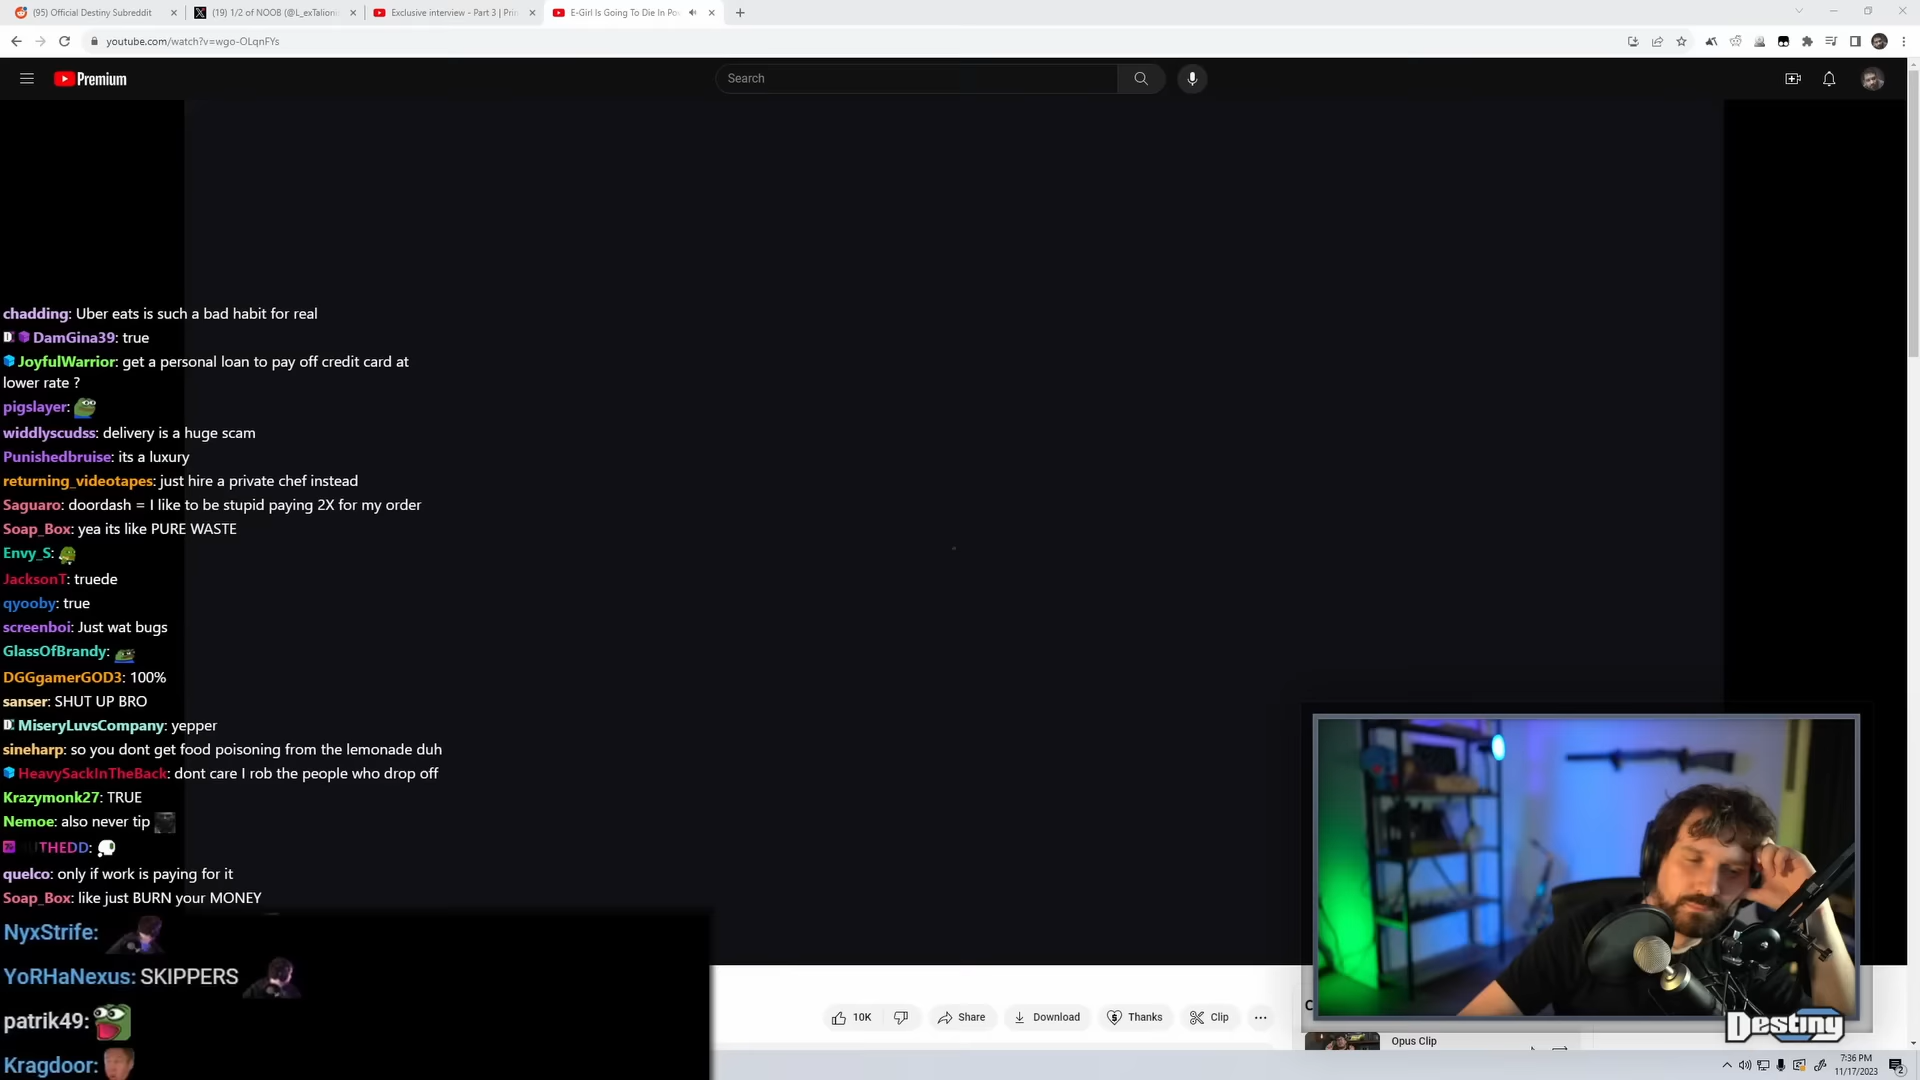 (95) Official Destiny Subreddit
(19) 1/2 of NOOB (@L_exTalion
Exclusive interview - Part 3 | Pri
E-Girl Is Going To Die In Po
youtube.com/watch?v=wgo-OLqnFYs
Premium
Search
chadding: Uber eats is such a bad habit for real
DamGina39: true
JoyfulWarrior: get a personal loan to pay off credit card at
lower rate ?
pigslayer:
widdlyscudss: delivery is a huge scam
Punishedbruise: its a luxury
returning_videotapes: just hire a private chef instead
Saguaro: doordash = I like to be stupid paying 2X for my order
Soap_Box: yea its like PURE WASTE
Envy_S:
JacksonT: truede
qyooby: true
screenboi: Just wat bugs
GlassOfBrandy:
DGGgamerGOD3: 100%
sanser: SHUT UP BRO
MiseryLuvsCompany: yepper
sineharp: so you dont get food poisoning from the lemonade duh
HeavySackInTheBack: dont care I rob the people who drop off
Krazymonk27: TRUE
Nemoe: also never tip
THEDD:
quelco: only if work is paying for it
Soap_Box: like just BURN your MONEY
NyxStrife:
YoRHaNexus: SKIPPERS
patrik49:
Kragdoor:
10K
Share
Download
Thanks
Clip
Opus Clip
Destiny
7:36 PM
11/17/2023